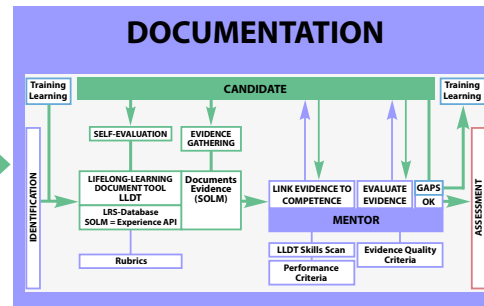 DOCUMENTATION
Training
Learning
CANDIDATE
Training
Learning
SELF-EVALUATION
EVIDENCE
GATHERING
IDENTIFICATION
LIFELONG-LEARNING
DOCUMENT TOOL
LLDT
LRS-Database
SOLM = Experience API
Documents
Evidence
(SOLM)
LINK EVIDENCE TO
COMPETENCE
EVALUATE
EVIDENCE
GAPS
OK
MENTOR
ASSESSMENT
Rubrics
LLDT Skills Scan
Performance
Criteria
Evidence Quality
Criteria